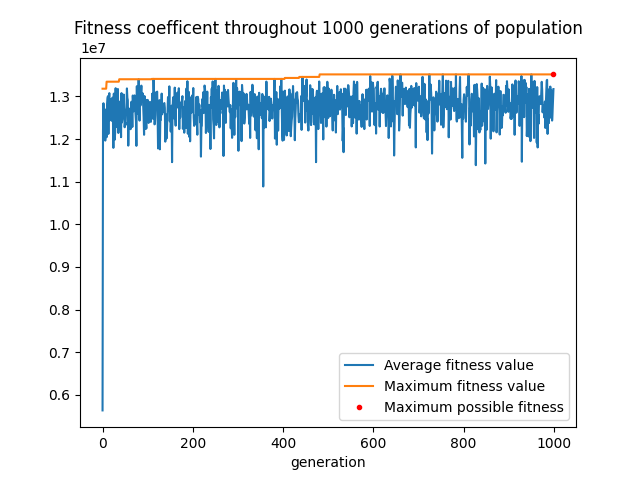 Fitness coefficent throughout 1000 generations of population
1e7
1.3
1.2
1.1
1.0
0.9
0.8
0.7
0.6
Average fitness value
Maximum fitness value
Maximum possible fitness
0 200 400 600 800 1000
generation